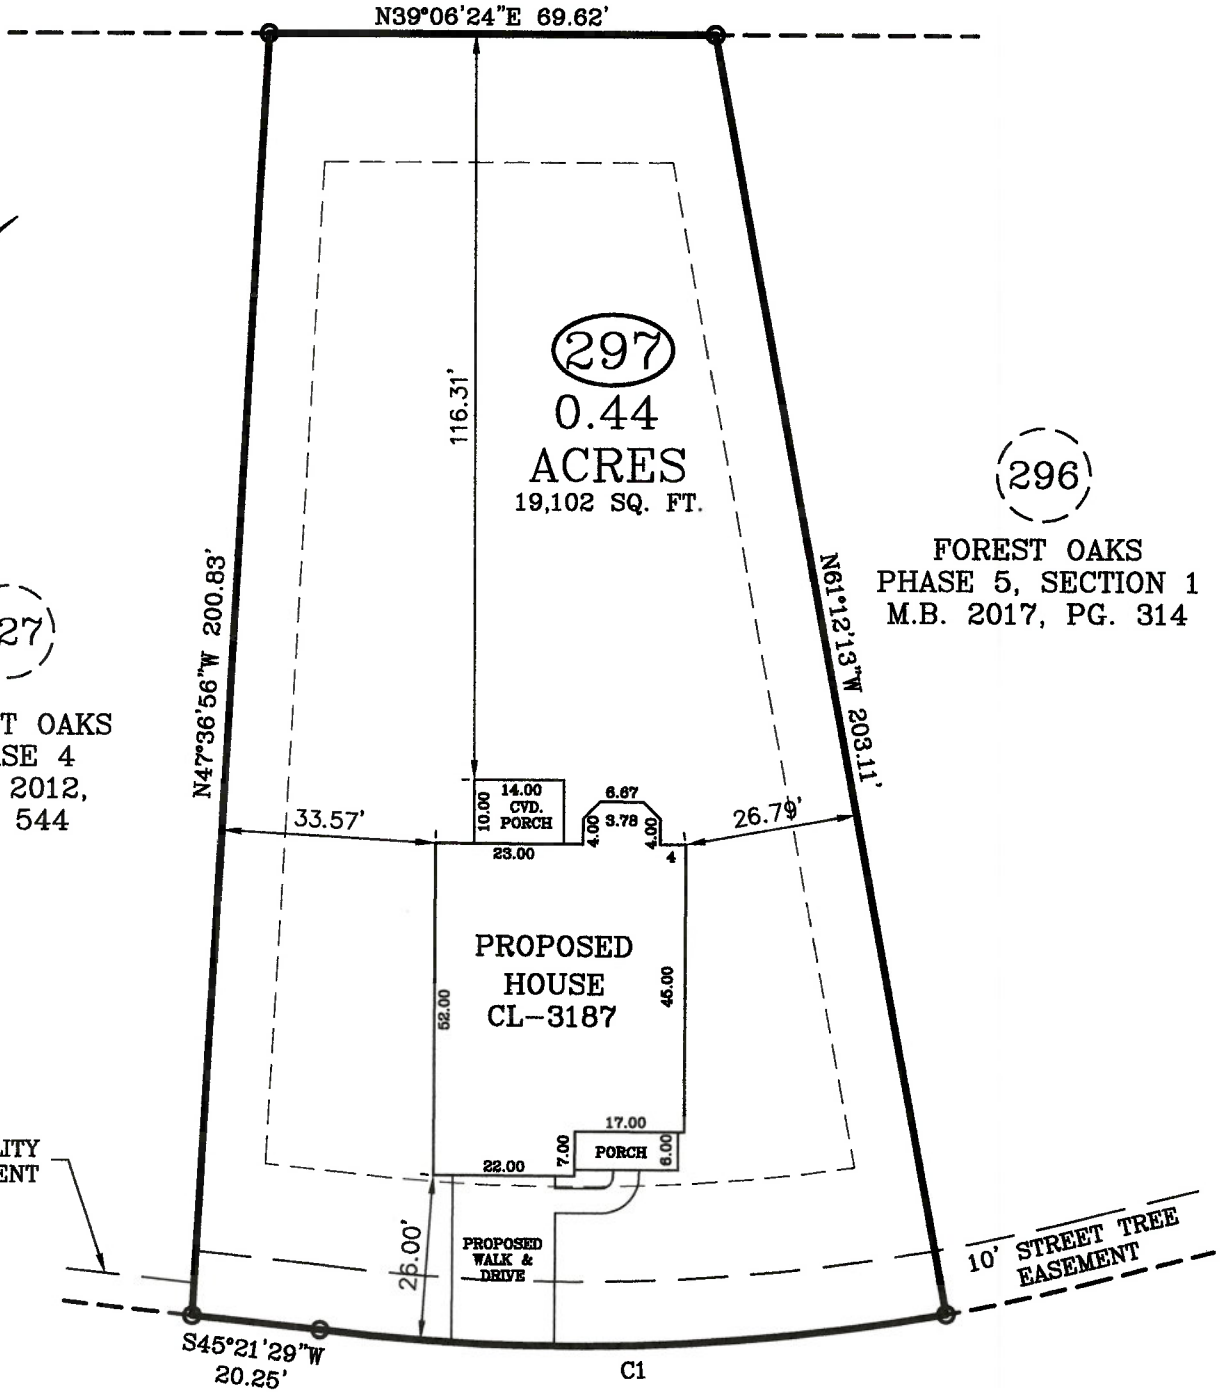 N39°06'24"E 69.62'
116.31'
297
0.44
ACRES
19,102 SQ. FT.
296
FOREST OAKS
PHASE 5, SECTION 1
M.B. 2017, PG. 314
N47°36'56"W 200.83'
N61°12'13"W 203.11'
27
T OAKS
SE 4
2012,
544
33.57'
26.79'
14.00
10.00
CVD.
PORCH
6.67
4.00
3.78
4.00
23.00
4
PROPOSED
HOUSE
CL-3187
52.00
45.00
17.00
7.00
PORCH
6.00
22.00
LITY
ENT
26.00'
PROPOSED
WALK &
DRIVE
10' STREET TREE
EASEMENT
S45°21'29"W
20.25'
C1